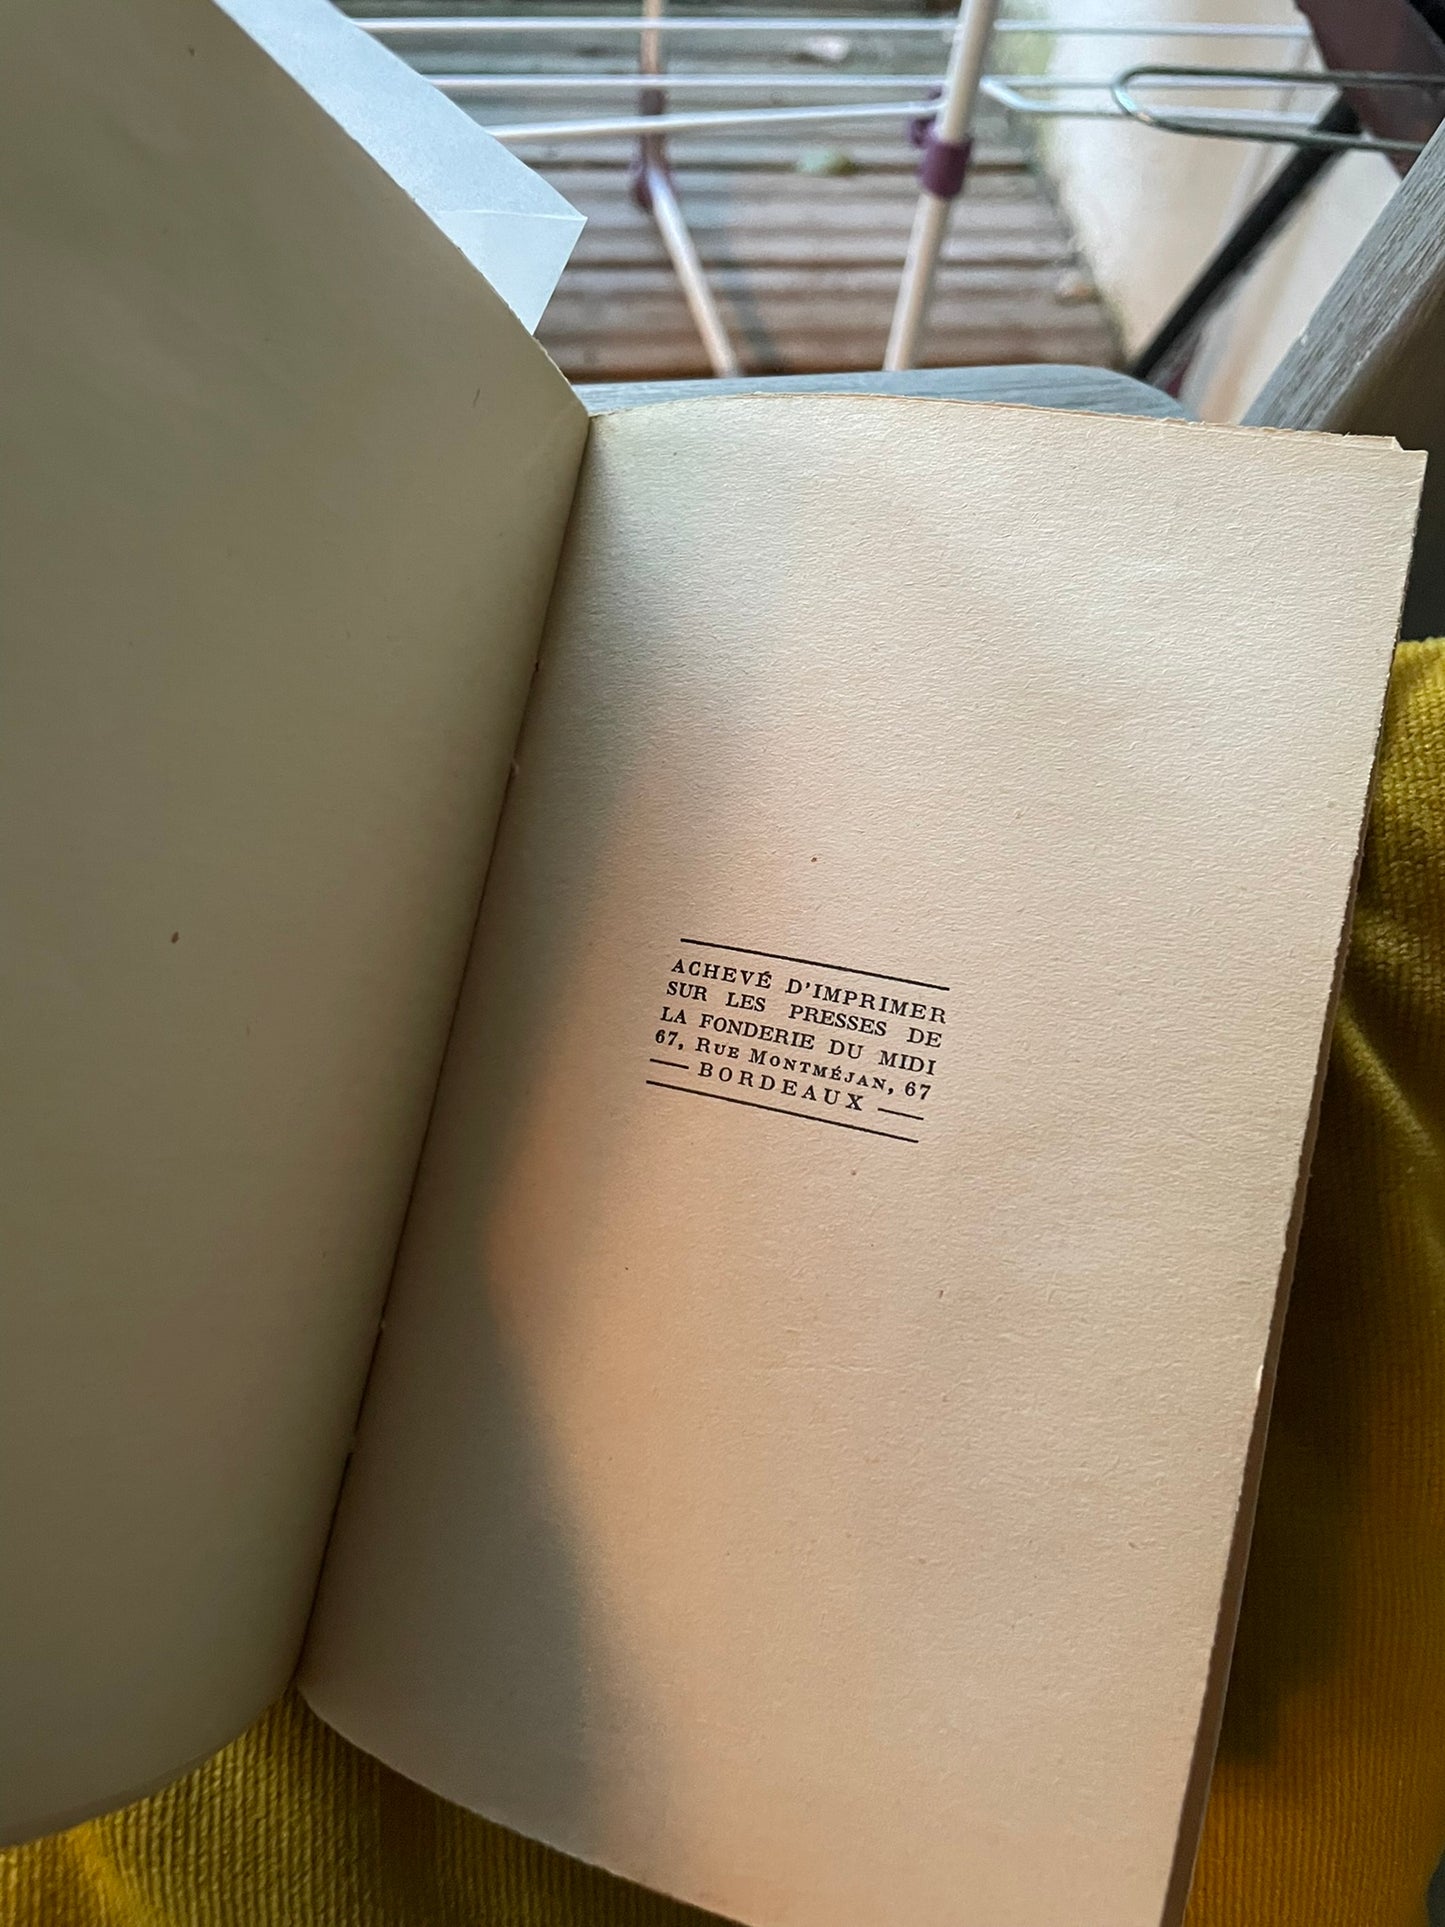 ACHEVÉ D'IMPRIMER
SUR LES PRESSES DE
LA FONDERIE DU MIDI
67, RUE MONTMÉJAN, 67
BORDEAUX